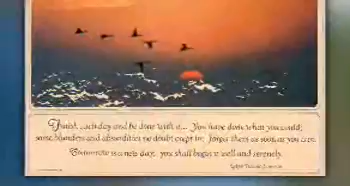 Finish each day and be done with it... You have done what you could;
some blunders and absurdities no doubt crept in; forget them as soon as you can.
Tomorrow is a new day; you shall begin it well and serenely.